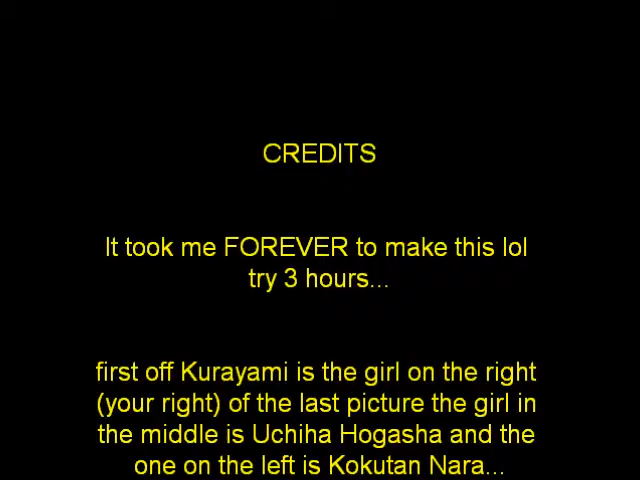 CREDITS
It took me FOREVER to make this lol
try 3 hours...
first off Kurayami is the girl on the right
(your right) of the last picture the girl in
the middle is Uchiha Hogasha and the
one on the left is Kokutan Nara...